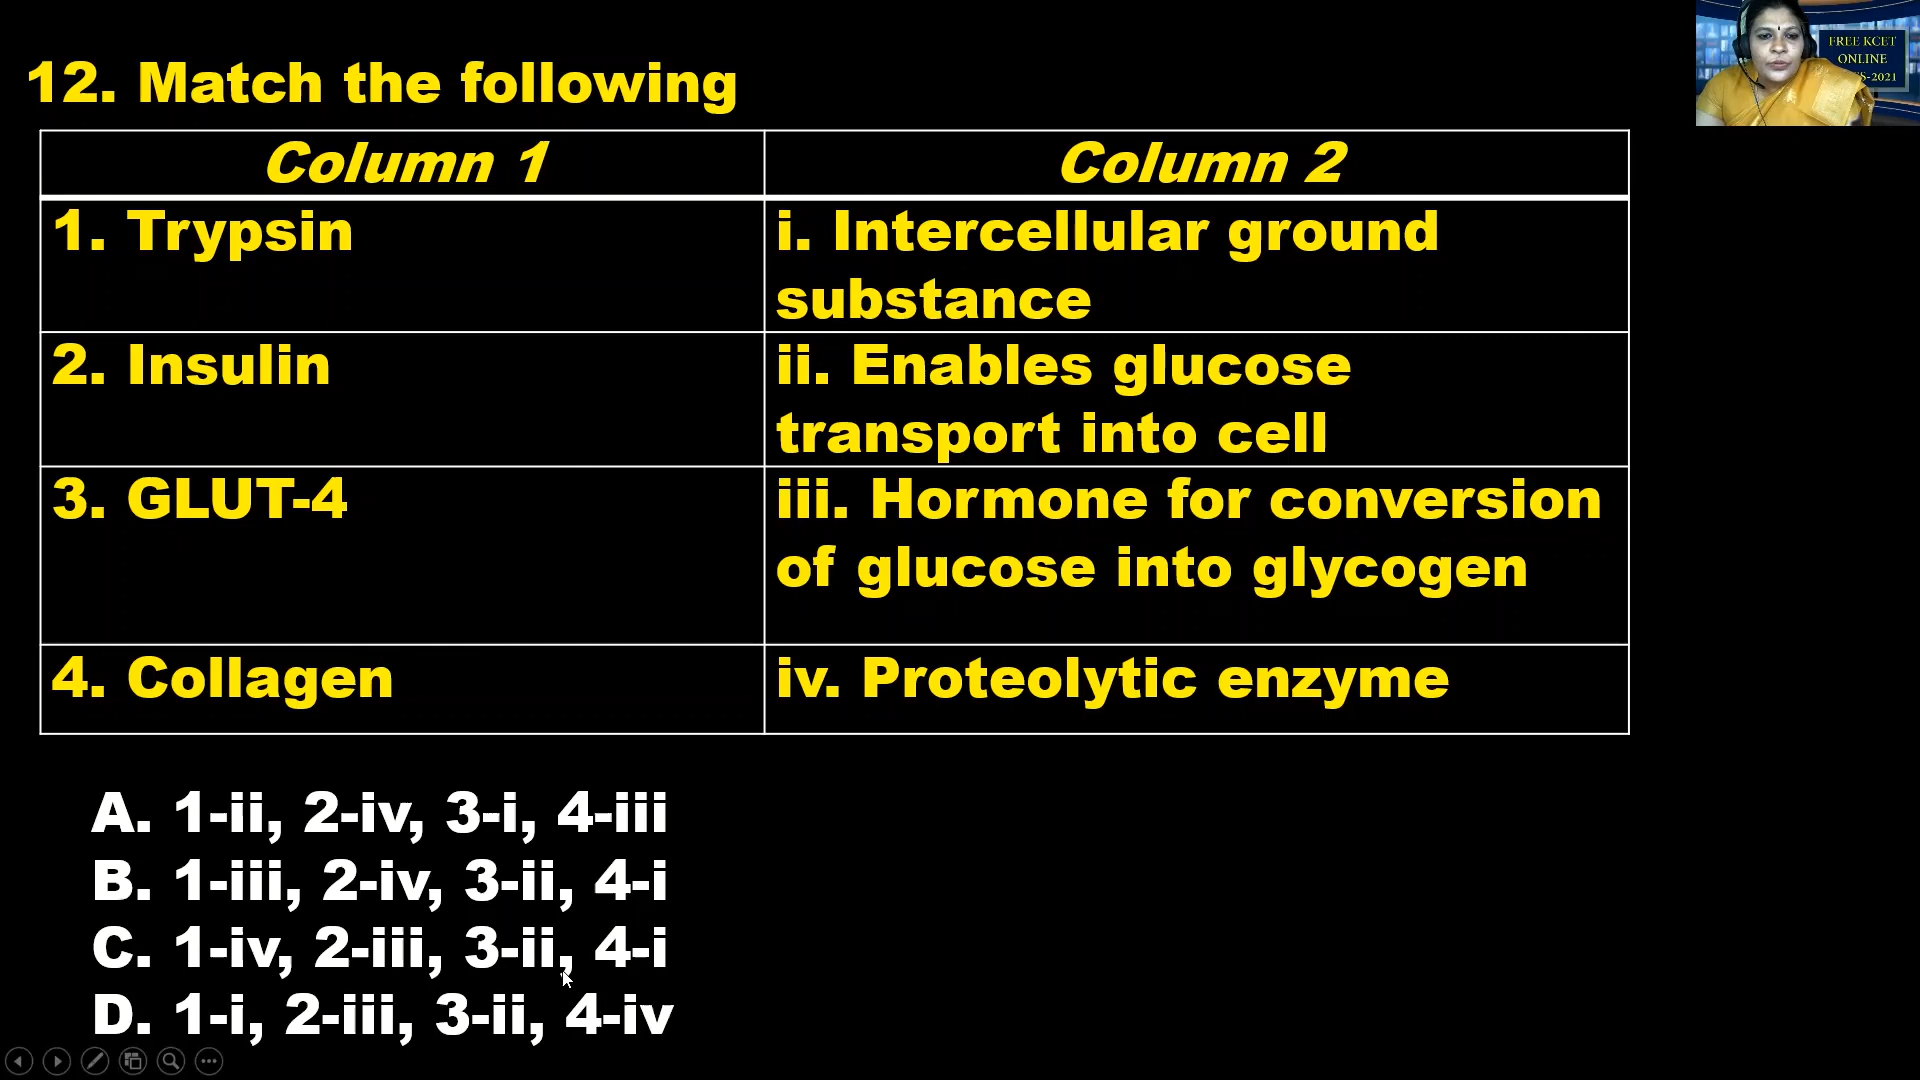 12. Match the following
Column 1
Column 2
1. Trypsin
i. Intercellular ground
substance
2. Insulin
ii. Enables glucose
transport into cell
3. GLUT-4
iii. Hormone for conversion
of glucose into glycogen
4. Collagen
iv. Proteolytic enzyme
A. 1-ii, 2-iv, 3-i, 4-iii
B. 1-iii, 2-iv, 3-ii, 4-i
C. 1-iv, 2-iii, 3-ii, 4-i
D. 1-i, 2-iii, 3-ii, 4-iv
FREE KCET
ONLINE
-2021